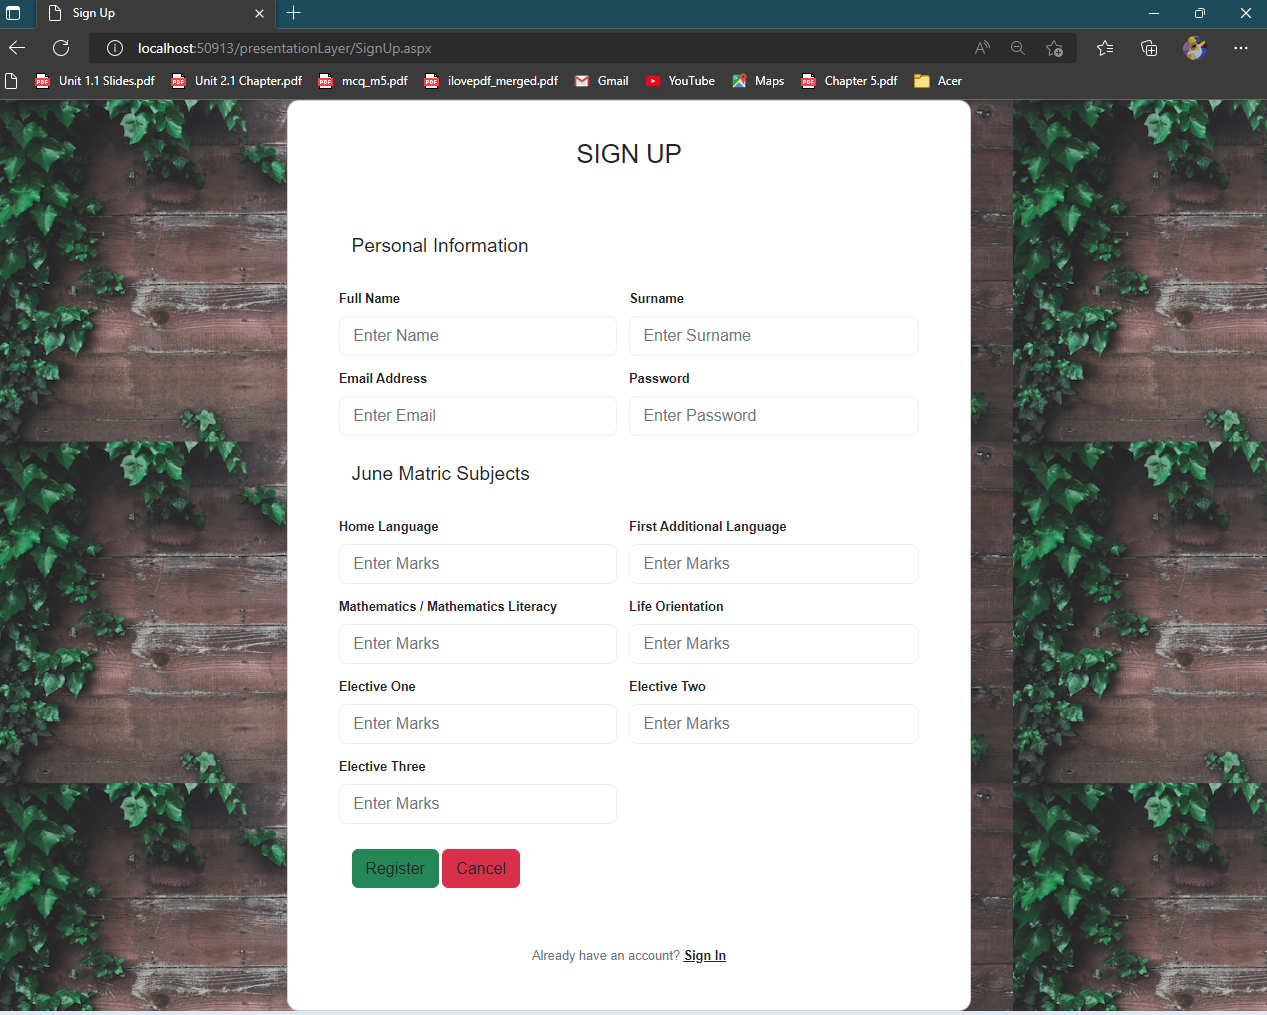 Sign Up
localhost:50913/presentationLayer/SignUp.aspx
Unit 1.1 Slides.pdf Unit 2.1 Chapter.pdf mcq_m5.pdf ilovepdf_merged.pdf Gmail YouTube Maps Chapter 5.pdf Acer
SIGN UP
Personal Information
Full Name Surname
Enter Name Enter Surname
Email Address Password
Enter Email Enter Password
June Matric Subjects
Home Language First Additional Language
Enter Marks Enter Marks
Mathematics / Mathematics Literacy Life Orientation
Enter Marks Enter Marks
Elective One Elective Two
Enter Marks Enter Marks
Elective Three
Enter Marks
Register Cancel
Already have an account? Sign In